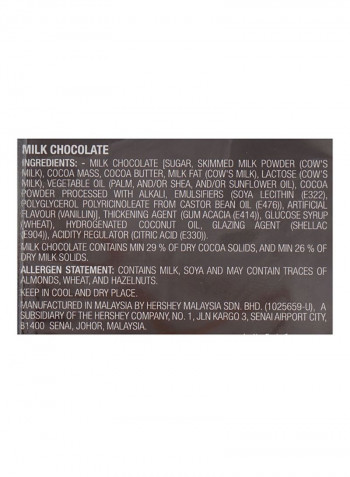 MILK CHOCOLATE
INGREDIENTS: - MILK CHOCOLATE [SUGAR, SKIMMED MILK POWDER (COW'S
MILK), COCOA MASS, COCOA BUTTER, MILK FAT (COW'S MILK), LACTOSE (COW'S
MILK), VEGETABLE OIL (PALM, AND/OR SHEA, AND/OR SUNFLOWER OIL), COCOA
POWDER PROCESSED WITH ALKALI, EMULSIFIERS (SOYA LECITHIN (E322),
POLYGLYCEROL POLYRICINOLEATE FROM CASTOR BEAN OIL (E476)), ARTIFICIAL
FLAVOUR (VANILLIN)], THICKENING AGENT (GUM ACACIA (E414)), GLUCOSE SYRUP
(WHEAT), HYDROGENATED COCONUT OIL, GLAZING AGENT (SHELLAC
(E904)), ACIDITY REGULATOR (CITRIC ACID (E330)).
MILK CHOCOLATE CONTAINS MIN 29 % OF DRY COCOA SOLIDS, AND MIN 26 %
OF DRY MILK SOLIDS.
ALLERGEN STATEMENT: CONTAINS MILK, SOYA AND MAY CONTAIN TRACES OF
ALMONDS, WHEAT, AND HAZELNUTS.
KEEP IN COOL AND DRY PLACE.
MANUFACTURED IN MALAYSIA BY HERSHEY MALAYSIA SDN. BHD. (1025659-U), A
SUBSIDIARY OF THE HERSHEY COMPANY, NO. 1, JLN KARGO 3, SENAI AIRPORT CITY,
81400 SENAI, JOHOR, MALAYSIA.